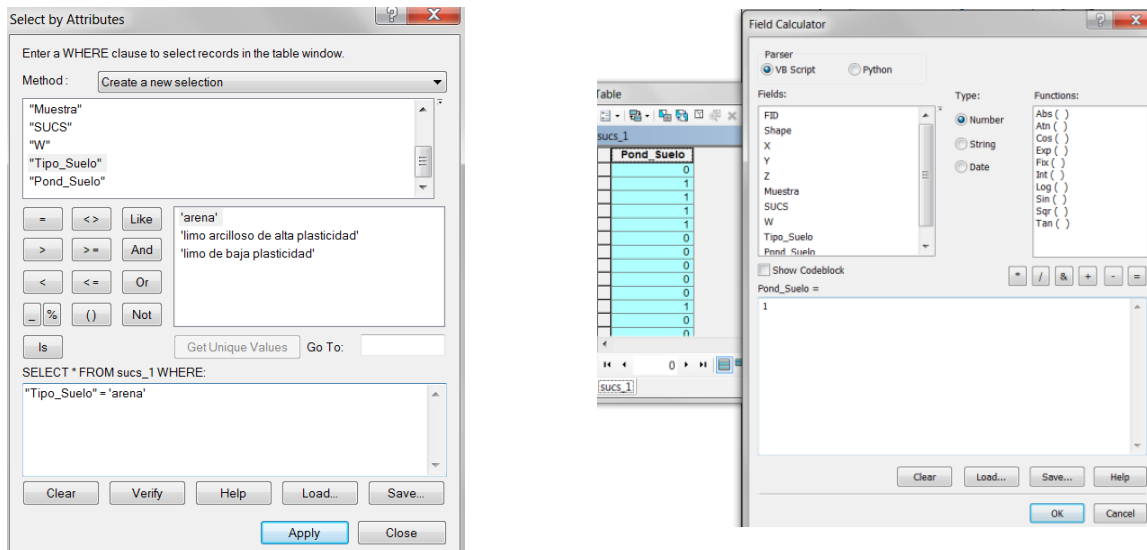 Select by Attributes
Enter a WHERE clause to select records in the table window.
Method : Create a new selection
"Muestra"
"SUCS"
"W"
"Tipo_Suelo"
"Pond_Suelo"
= <> Like
> >= And
< <= Or
_ % () Not
Is
'arena'
'limo arcilloso de alta plasticidad'
'limo de baja plasticidad'
Get Unique Values Go To:
SELECT * FROM sucs_1 WHERE:
"Tipo_Suelo" = 'arena'
Clear Verify Help Load... Save...
Apply Close
Table
sucs_1
Pond_Suelo
0
1
1
1
1
0
0
0
0
0
1
0
0
0
sucs_1
Field Calculator
Parser
VB Script Python
Fields:
FID
Shape
X
Y
Z
Muestra
SUCS
W
Tipo_Suelo
Pond_Suelo
Type:
Number
String
Date
Functions:
Abs ( )
Atn ( )
Cos ( )
Exp ( )
Fix ( )
Int ( )
Log ( )
Sin ( )
Sqr ( )
Tan ( )
Show Codeblock
* / & + - =
Pond_Suelo =
1
Clear Load... Save... Help
OK Cancel